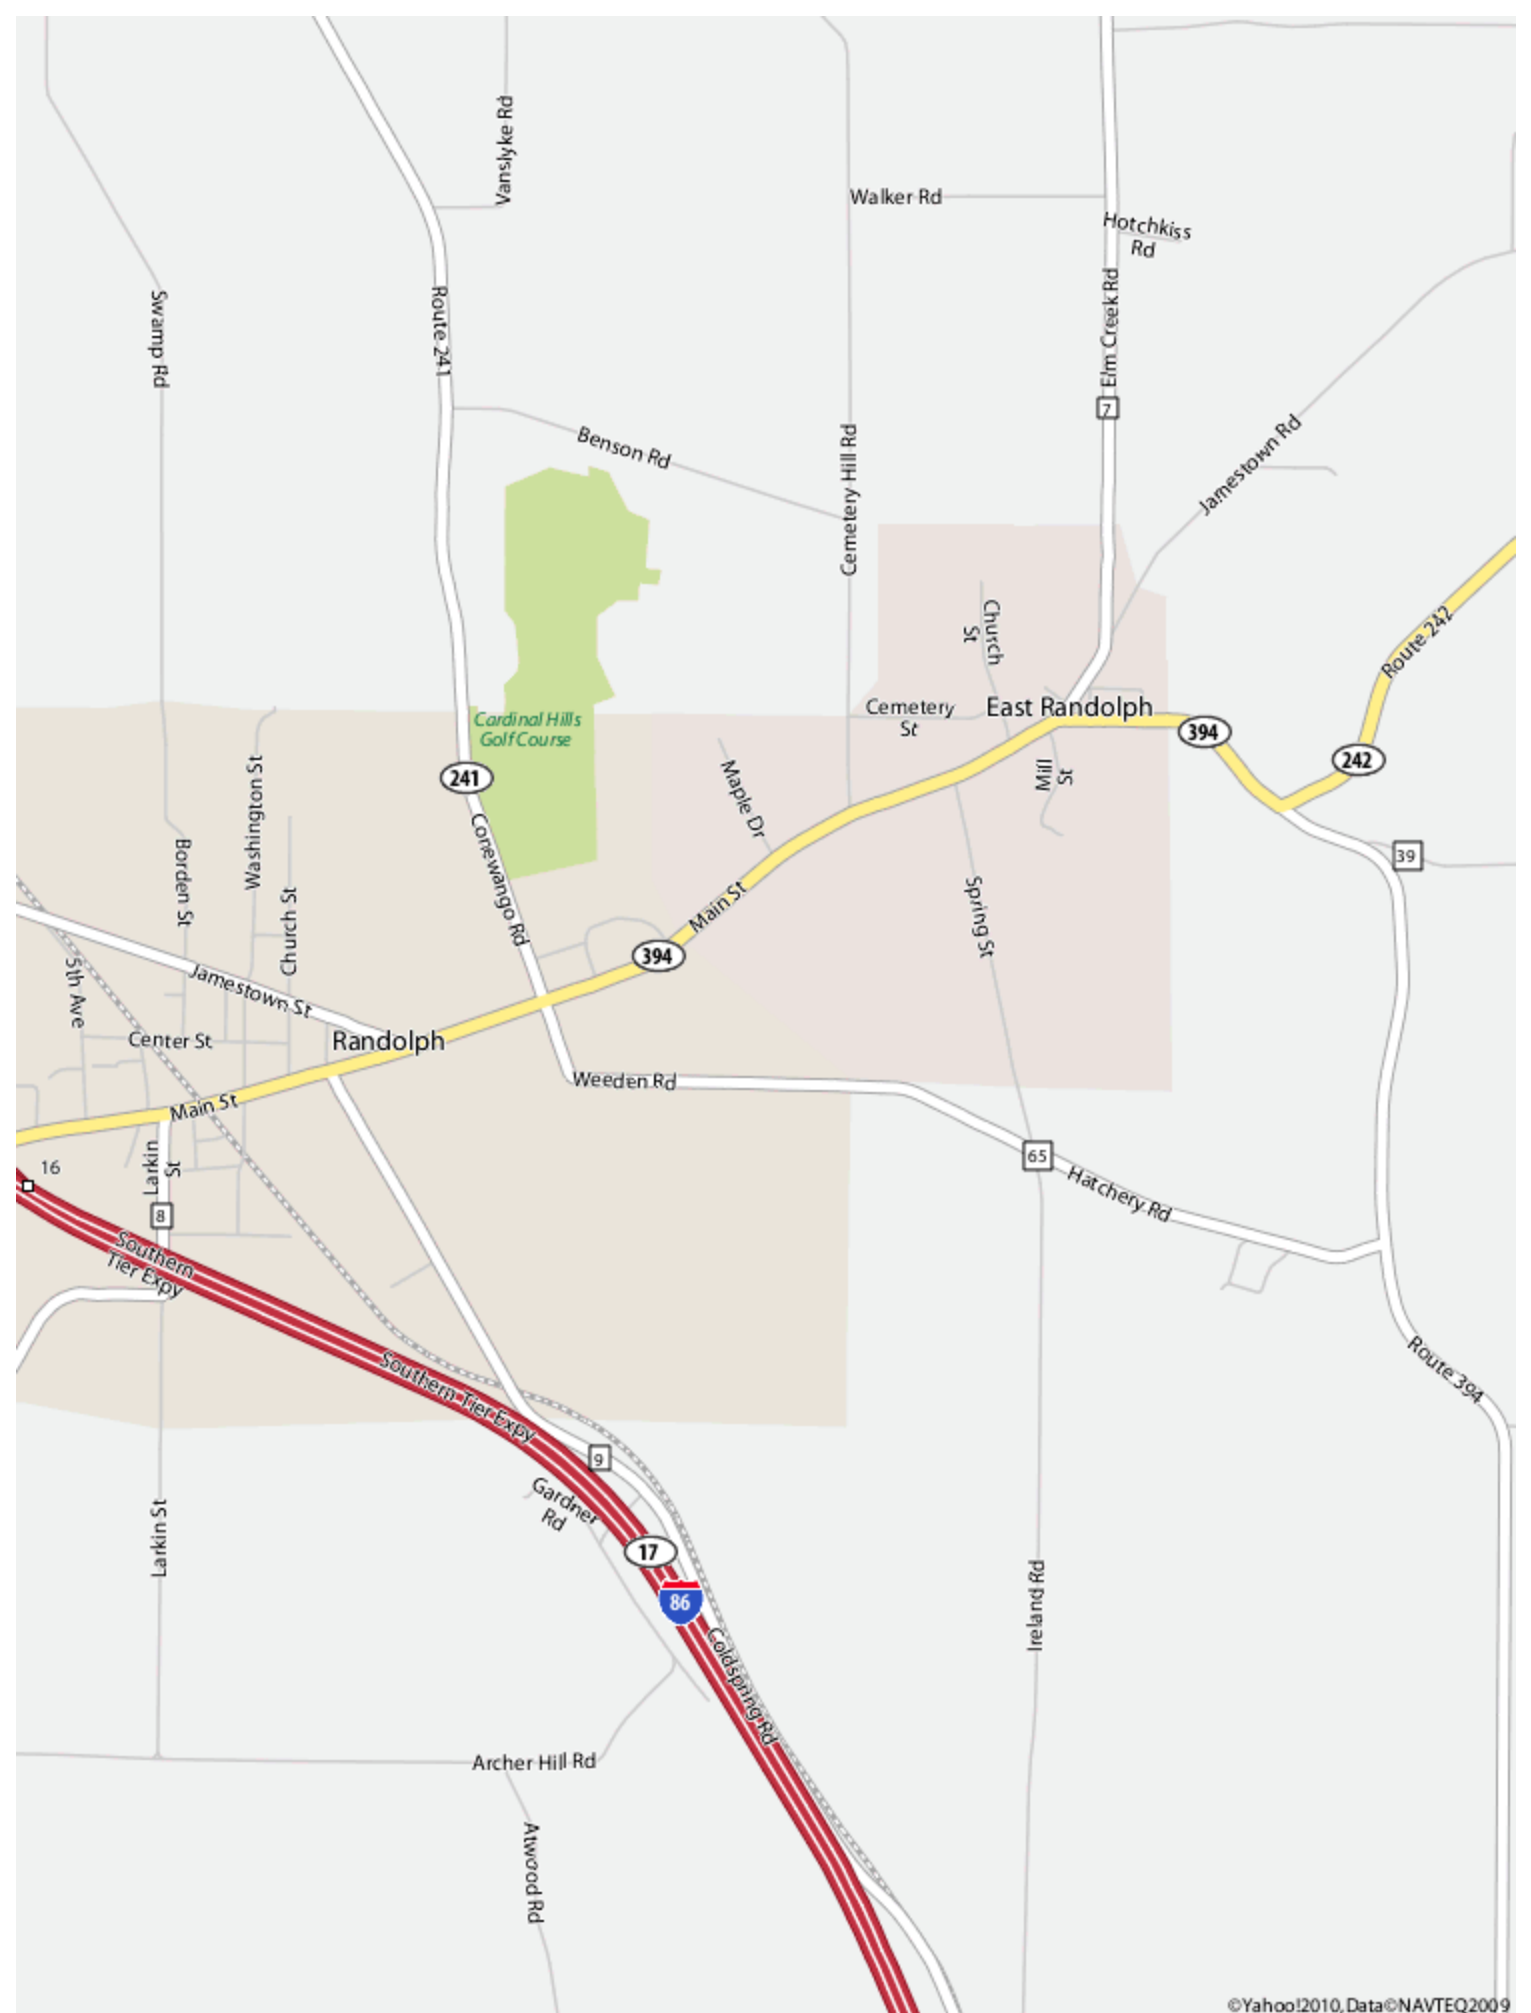 Vanslyke Rd
Walker Rd
Hotchkiss
Rd
Swamp Rd
Route 241
Elm Creek Rd
7
Benson Rd
Cemetery Hill Rd
Jamestown Rd
Church
St
Route 242
Cemetery
St
East Randolph
394
242
Cardinal Hills
Golf Course
241
Maple Dr
Mill
St
Washington St
Borden St
Conewango Rd
39
Church St
Main St
Spring St
394
5th Ave
Jamestown St
Center St
Randolph
Weeden Rd
Main St
Larkin
St
16
65
Hatchery Rd
8
Southern
Tier Expy
Southern Tier Expy
Route 394
9
Gardner
Rd
Larkin St
17
86
Ireland Rd
Coldspring Rd
Archer Hill Rd
Atwood Rd
©Yahoo!2010, Data©NAVTEQ2009